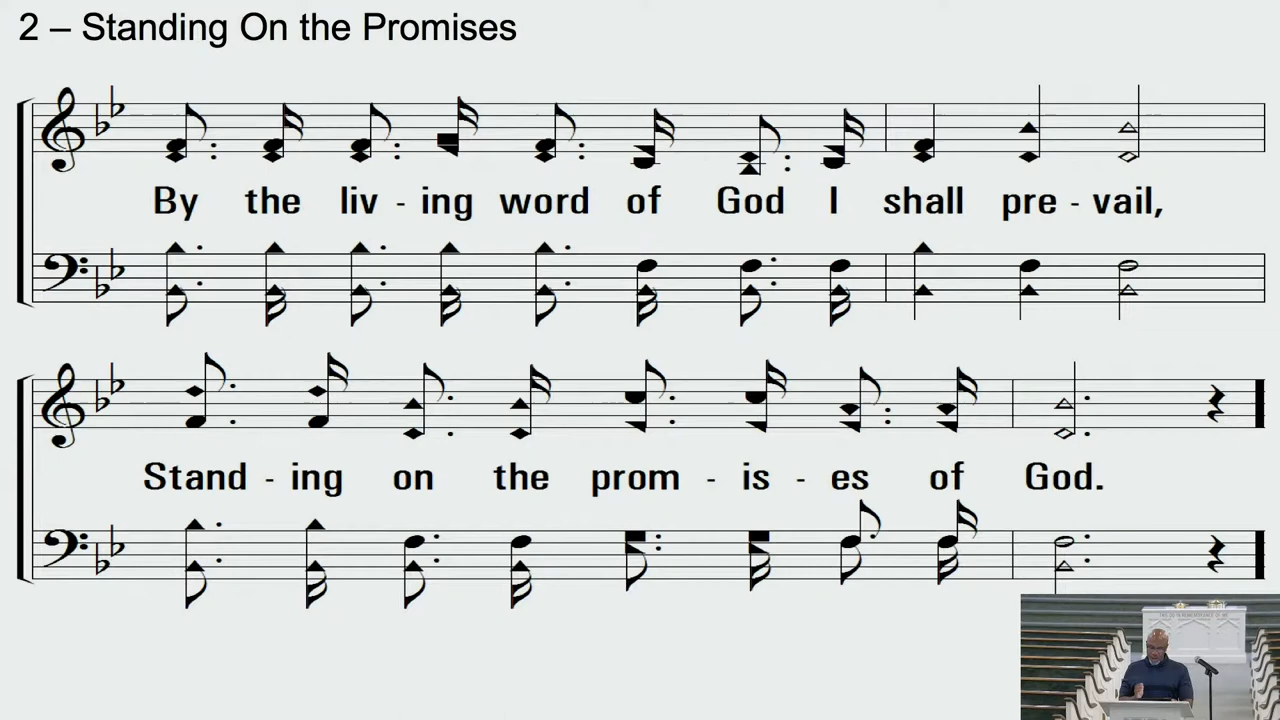 2 – Standing On the Promises
By the liv - ing word of God I shall pre - vail,
Stand - ing on the prom - is - es of God.